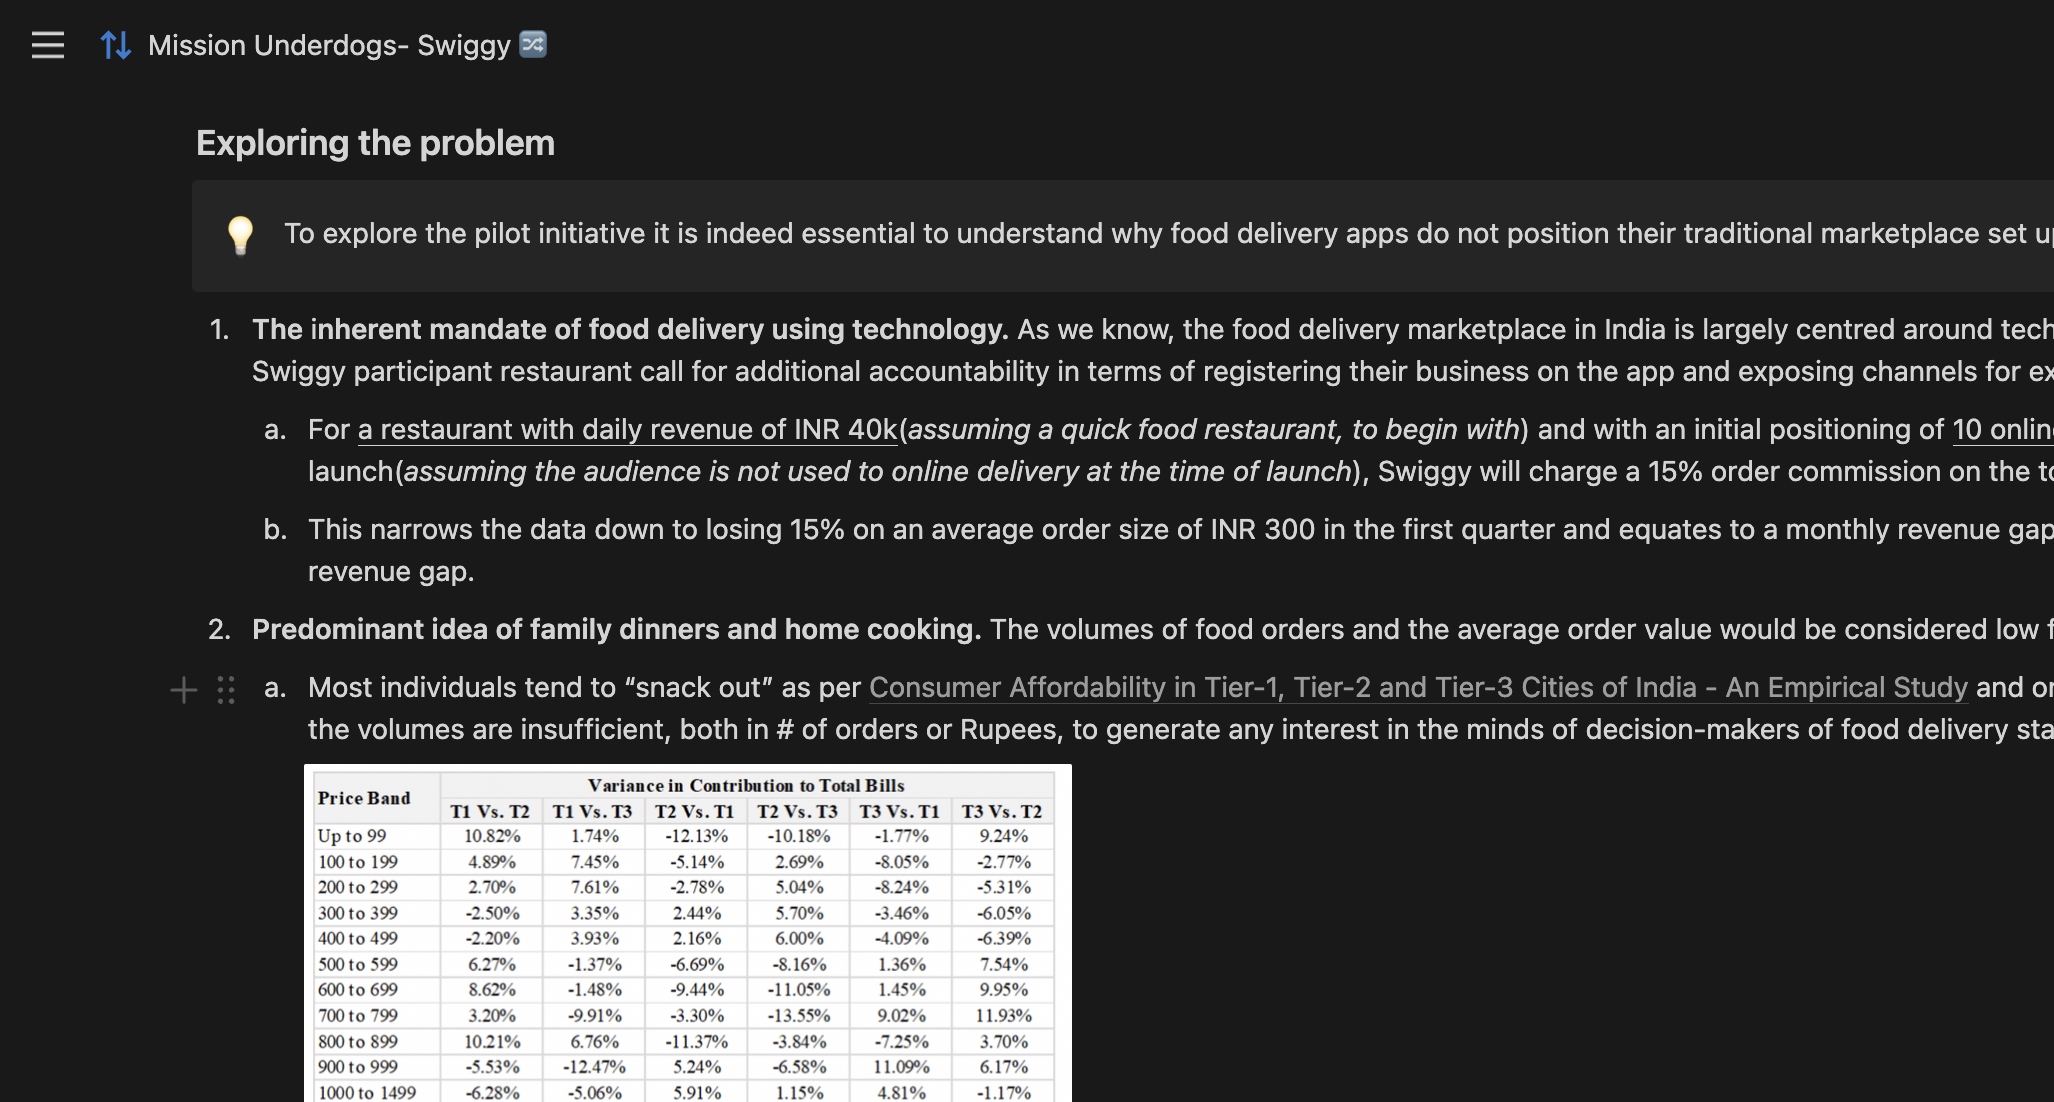 Mission Underdogs- Swiggy
Exploring the problem
To explore the pilot initiative it is indeed essential to understand why food delivery apps do not position their traditional marketplace set
1. The inherent mandate of food delivery using technology. As we know, the food delivery marketplace in India is largely centred around
Swiggy participant restaurant call for additional accountability in terms of registering their business on the app and exposing channels for
a. For a restaurant with daily revenue of INR 40k(assuming a quick food restaurant, to begin with) and with an initial positioning of 10
launch(assuming the audience is not used to online delivery at the time of launch), Swiggy will charge a 15% order commission on the
b. This narrows the data down to losing 15% on an average order size of INR 300 in the first quarter and equates to a monthly revenue gap
revenue gap.
2. Predominant idea of family dinners and home cooking. The volumes of food orders and the average order value would be considered low
a. Most individuals tend to “snack out” as per Consumer Affordability in Tier-1, Tier-2 and Tier-3 Cities of India - An Empirical Study and
the volumes are insufficient, both in # of orders or Rupees, to generate any interest in the minds of decision-makers of food delivery
Price Band Variance in Contribution to Total Bills
T1 Vs. T2 T1 Vs. T3 T2 Vs. T1 T2 Vs. T3 T3 Vs. T1 T3 Vs. T2
Up to 99 10.82% 1.74% -12.13% -10.18% -1.77% 9.24%
100 to 199 4.89% 7.45% -5.14% 2.69% -8.05% -2.77%
200 to 299 2.70% 7.61% -2.78% 5.04% -8.24% -5.31%
300 to 399 -2.50% 3.35% 2.44% 5.70% -3.46% -6.05%
400 to 499 -2.20% 3.93% 2.16% 6.00% -4.09% -6.39%
500 to 599 6.27% -1.37% -6.69% -8.16% 1.36% 7.54%
600 to 699 8.62% -1.48% -9.44% -11.05% 1.45% 9.95%
700 to 799 3.20% -9.91% -3.30% -13.55% 9.02% 11.93%
800 to 899 10.21% 6.76% -11.37% -3.84% -7.25% 3.70%
900 to 999 -5.53% -12.47% 5.24% -6.58% 11.09% 6.17%
1000 to 1499 -6.28% -5.06% 5.91% 1.15% 4.81% -1.17%